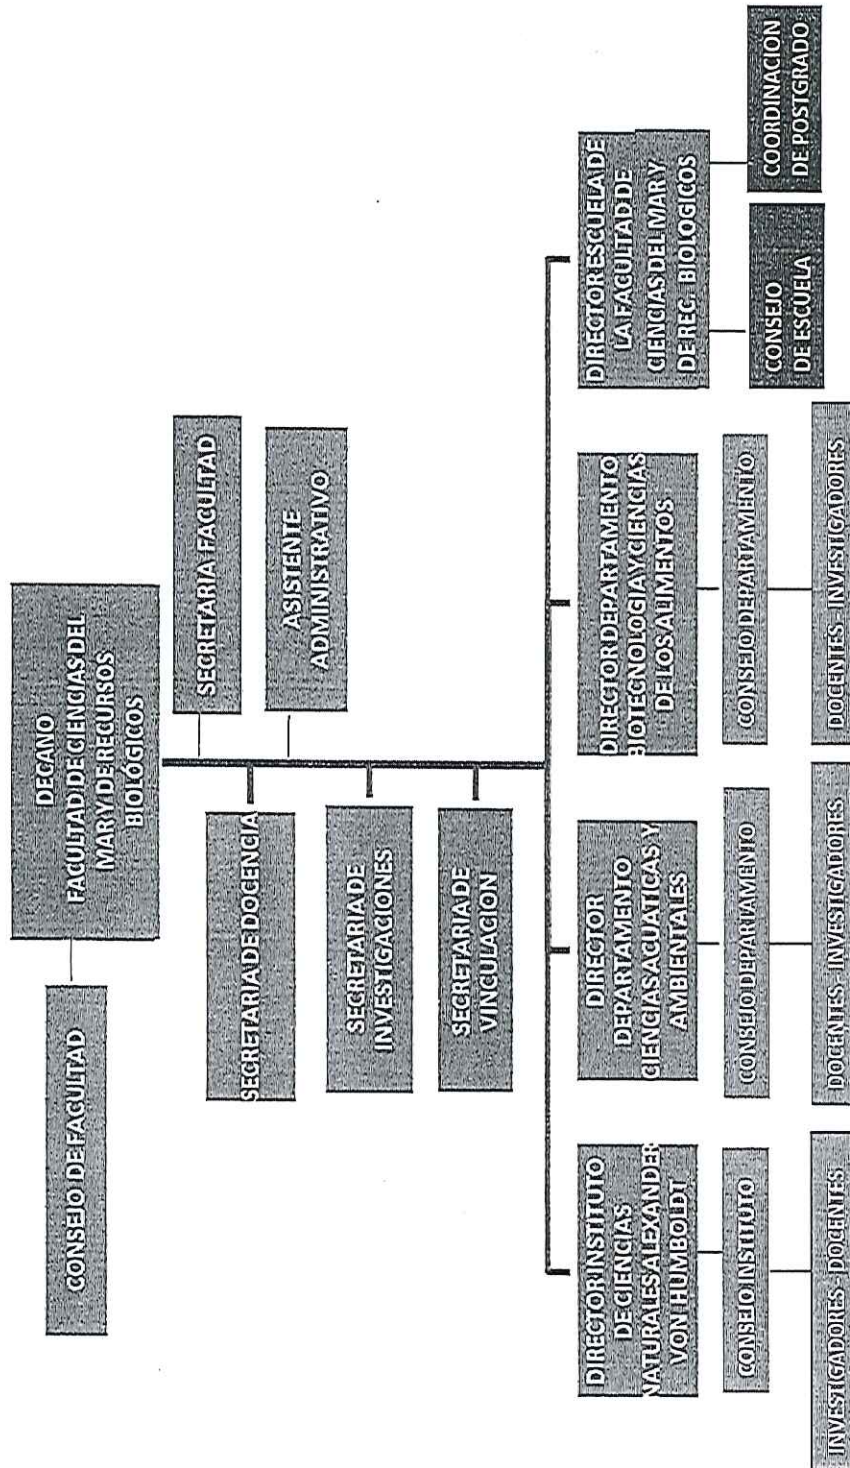 DECANO
FACULTAD DE CIENCIAS DEL
MAR Y DE RECURSOS
BIOLÓGICOS
CONSEJO DE FACULTAD
SECRETARIA FACULTAD
ASISTENTE
ADMINISTRATIVO
SECRETARIA DE DOCENCIA
SECRETARIA DE
INVESTIGACIONES
SECRETARIA DE
VINCULACION
DIRECTOR INSTITUTO
DE CIENCIAS
NATURALES ALEXANDER
VON HUMBOLDT
CONSEJO INSTITUTO
INVESTIGADORES - DOCENTES
DIRECTOR
DEPARTAMENTO
CIENCIAS ACUATICAS Y
AMBIENTALES
CONSEJO DEPARTAMENTO
DOCENTES - INVESTIGADORES
DIRECTOR DEPARTAMENTO
BIOTECNOLOGIA Y CIENCIAS
DE LOS ALIMENTOS
CONSEJO DEPARTAMENTO
DOCENTES - INVESTIGADORES
DIRECTOR ESCUELA DE
LA FACULTAD DE
CIENCIAS DEL MAR Y
DE REC. BIOLOGICOS
CONSEJO
DE ESCUELA
COORDINACION
DE POSTGRADO